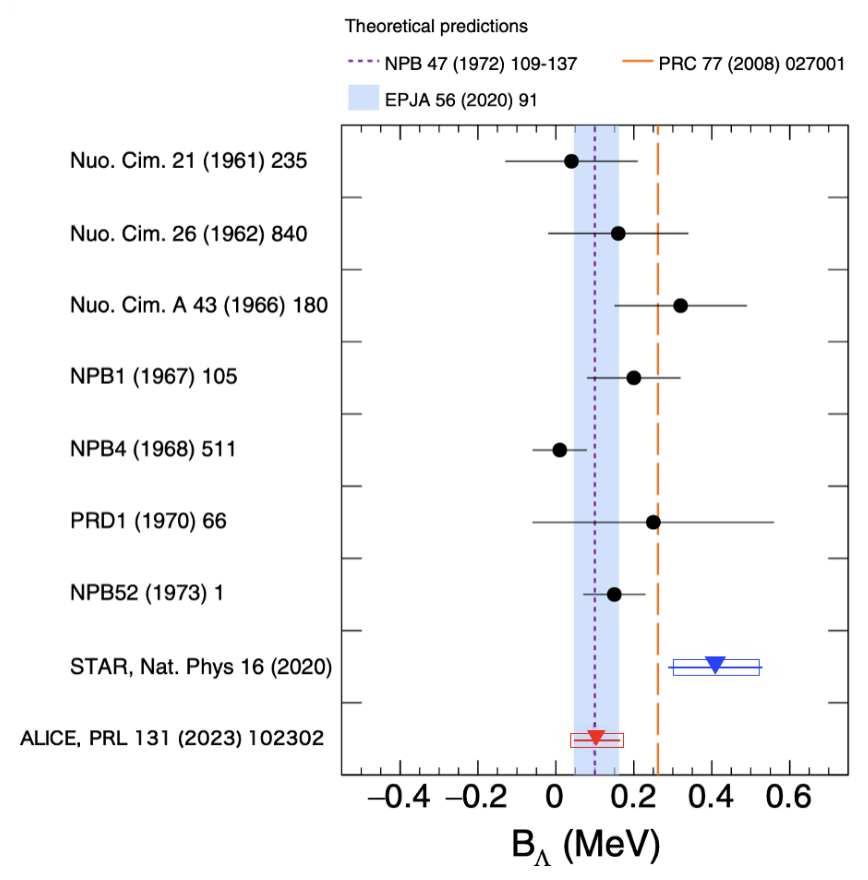 Theoretical predictions
NPB 47 (1972) 109-137
PRC 77 (2008) 027001
EPJA 56 (2020) 91
Nuo. Cim. 21 (1961) 235
Nuo. Cim. 26 (1962) 840
Nuo. Cim. A 43 (1966) 180
NPB1 (1967) 105
NPB4 (1968) 511
PRD1 (1970) 66
NPB52 (1973) 1
STAR, Nat. Phys 16 (2020)
ALICE, PRL 131 (2023) 102302
−0.4 −0.2 0 0.2 0.4 0.6
B_Λ (MeV)